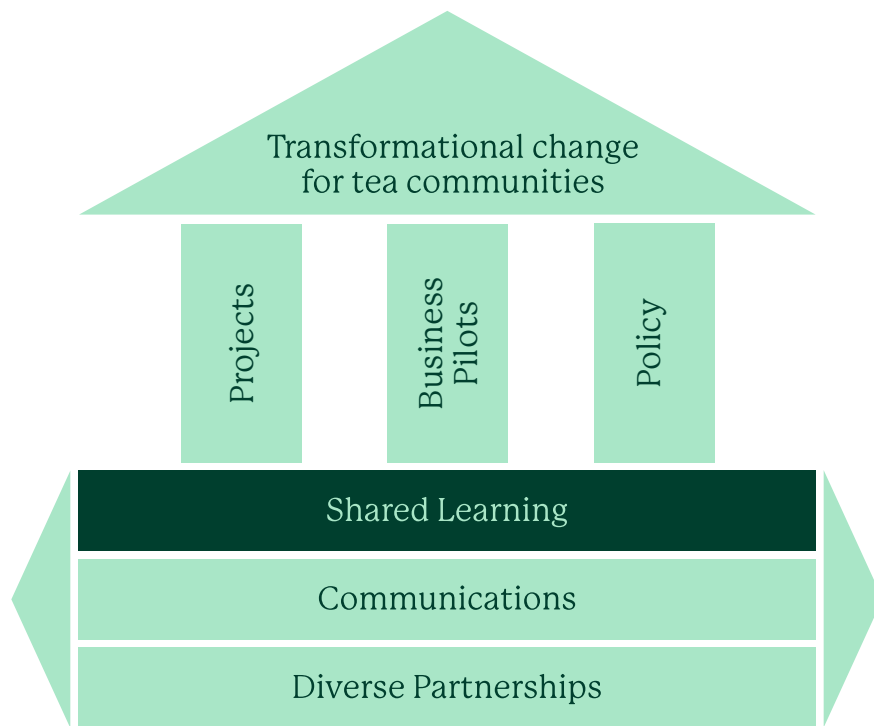 Transformational change
for tea communities
Projects
Business
Pilots
Policy
Shared Learning
Communications
Diverse Partnerships